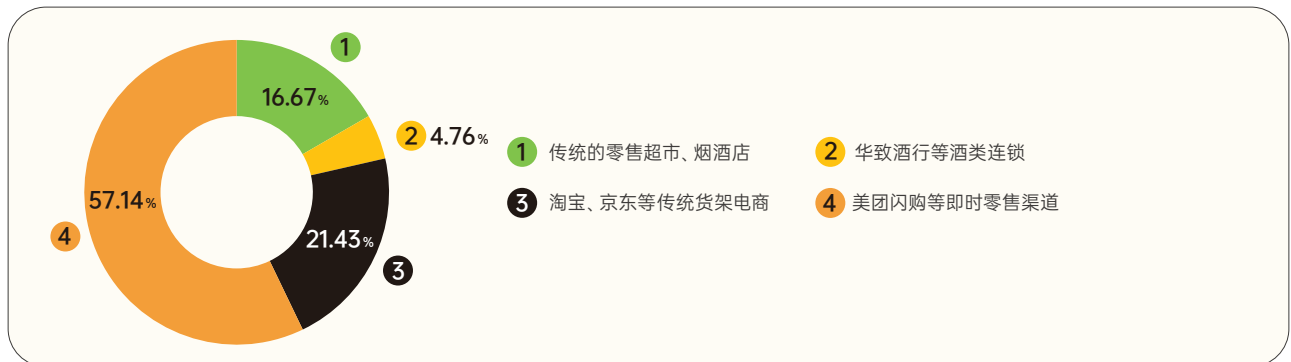 1
16.67%
2 4.76%
57.14%
4
21.43%
3
1 传统的零售超市、烟酒店
2 华致酒行等酒类连锁
3 淘宝、京东等传统货架电商
4 美团闪购等即时零售渠道